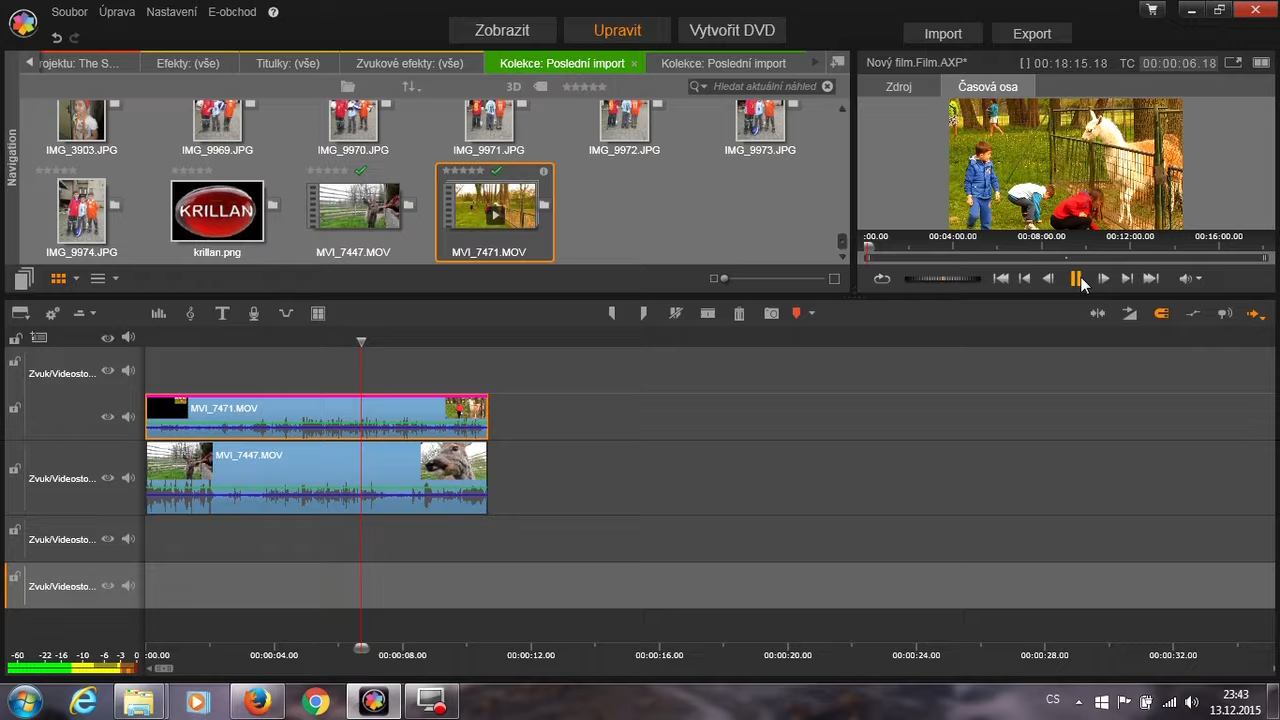 Soubor Úprava Nastavení E-obchod
Zobrazit Upravit Vytvořit DVD Import Export
rojektu: The S... Efekty: (vše) Titulky: (vše) Zvukové efekty: (vše) Kolekce: Poslední import × Kolekce: Poslední import
Nový film.Film.AXP* [ ] 00:18:15.18 TC 00:00:06.18
3D Hledat aktuální náhled
Zdroj Časová osa
Navigation
IMG_3903.JPG IMG_9969.JPG IMG_9970.JPG IMG_9971.JPG IMG_9972.JPG IMG_9973.JPG
KRILLAN
IMG_9974.JPG krillan.png MVI_7447.MOV MVI_7471.MOV
:00.00 00:04:00.00 00:08:00.00 00:12:00.00 00:16:00.00
Zvuk/Videosto...
MVI_7471.MOV
Zvuk/Videosto... MVI_7447.MOV
Zvuk/Videosto...
Zvuk/Videosto...
-60 -22 -16 -10 -6 -3 0 :00.00 00:00:04.00 00:00:08.00 00:00:12.00 00:00:16.00 00:00:20.00 00:00:24.00 00:00:28.00 00:00:32.00
CS 23:43
13.12.2015